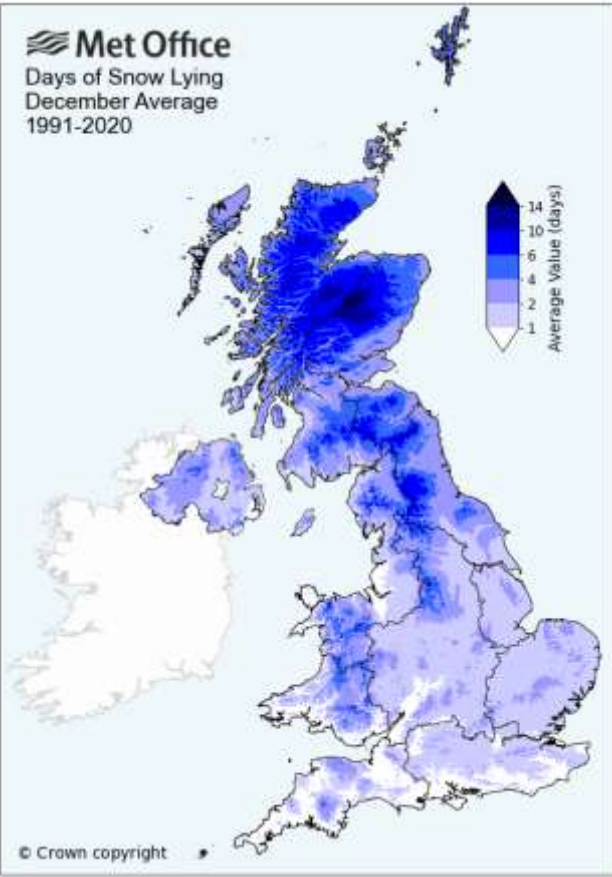 Met Office
Days of Snow Lying
December Average
1991-2020
14
10
6
4
2
1
Average Value (days)
© Crown copyright